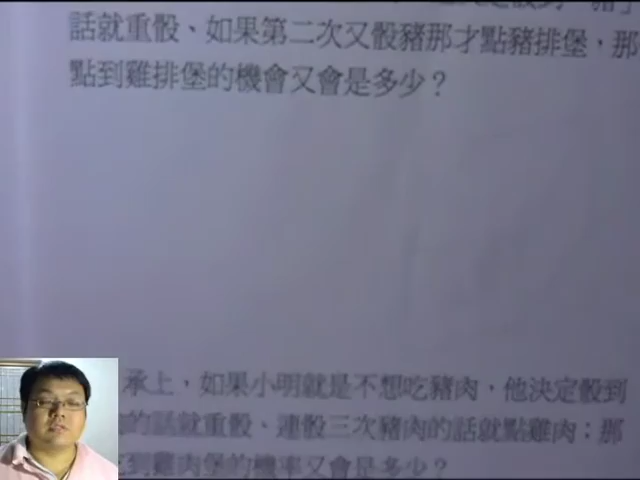 話就重骰、如果第二次又骰豬那才點豬排堡，那
點到雞排堡的機會又會是多少？
承上，如果小明就是不想吃豬肉，他決定骰到
的話就重骰、連骰三次豬肉的話就點雞肉；那
到雞肉堡的機率又會是多少？